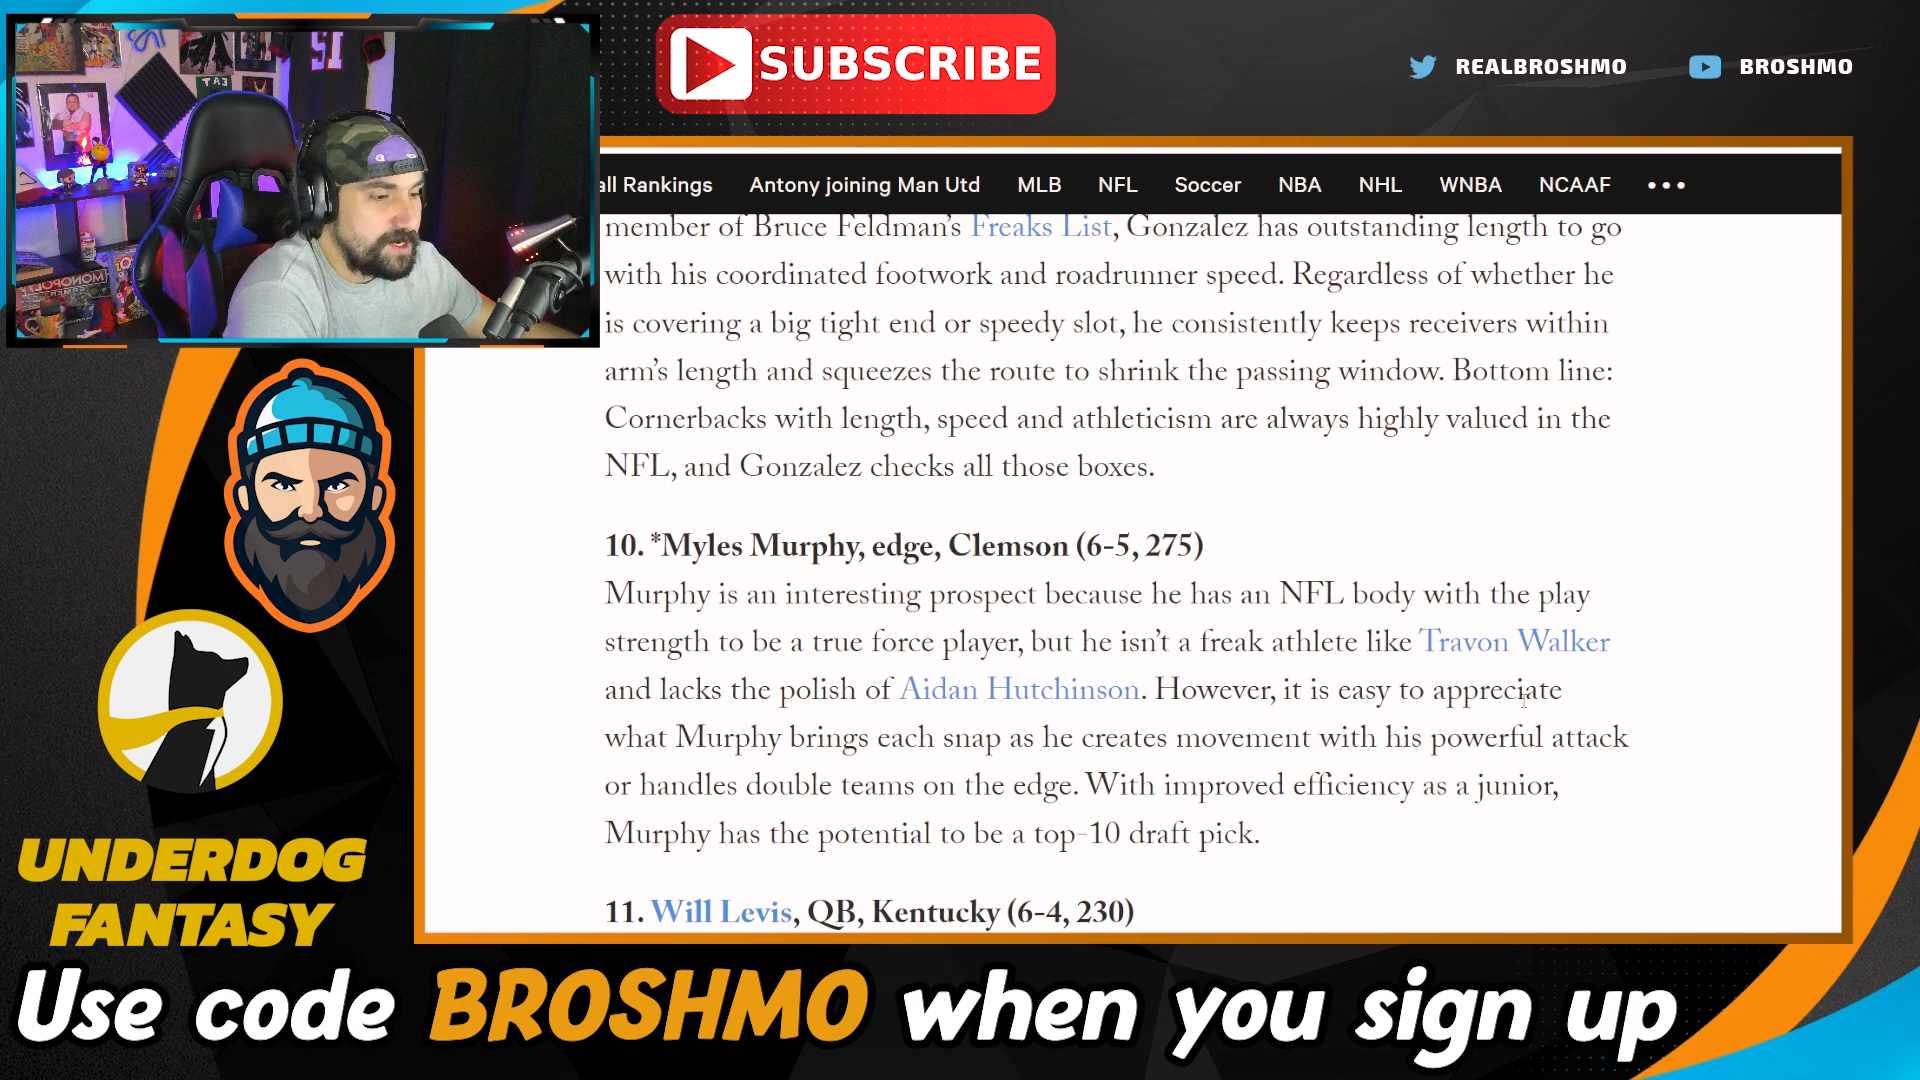 SUBSCRIBE
REALBROSHMO
BROSHMO
all Rankings Antony joining Man Utd MLB NFL Soccer NBA NHL WNBA NCAAF •••
member of Bruce Feldman’s Freaks List, Gonzalez has outstanding length to go
with his coordinated footwork and roadrunner speed. Regardless of whether he
is covering a big tight end or speedy slot, he consistently keeps receivers within
arm’s length and squeezes the route to shrink the passing window. Bottom line:
Cornerbacks with length, speed and athleticism are always highly valued in the
NFL, and Gonzalez checks all those boxes.
10. *Myles Murphy, edge, Clemson (6-5, 275)
Murphy is an interesting prospect because he has an NFL body with the play
strength to be a true force player, but he isn’t a freak athlete like Travon Walker
and lacks the polish of Aidan Hutchinson. However, it is easy to appreciate
what Murphy brings each snap as he creates movement with his powerful attack
or handles double teams on the edge. With improved efficiency as a junior,
Murphy has the potential to be a top-10 draft pick.
11. Will Levis, QB, Kentucky (6-4, 230)
UNDERDOG
FANTASY
Use code BROSHMO when you sign up
MONOPOLY